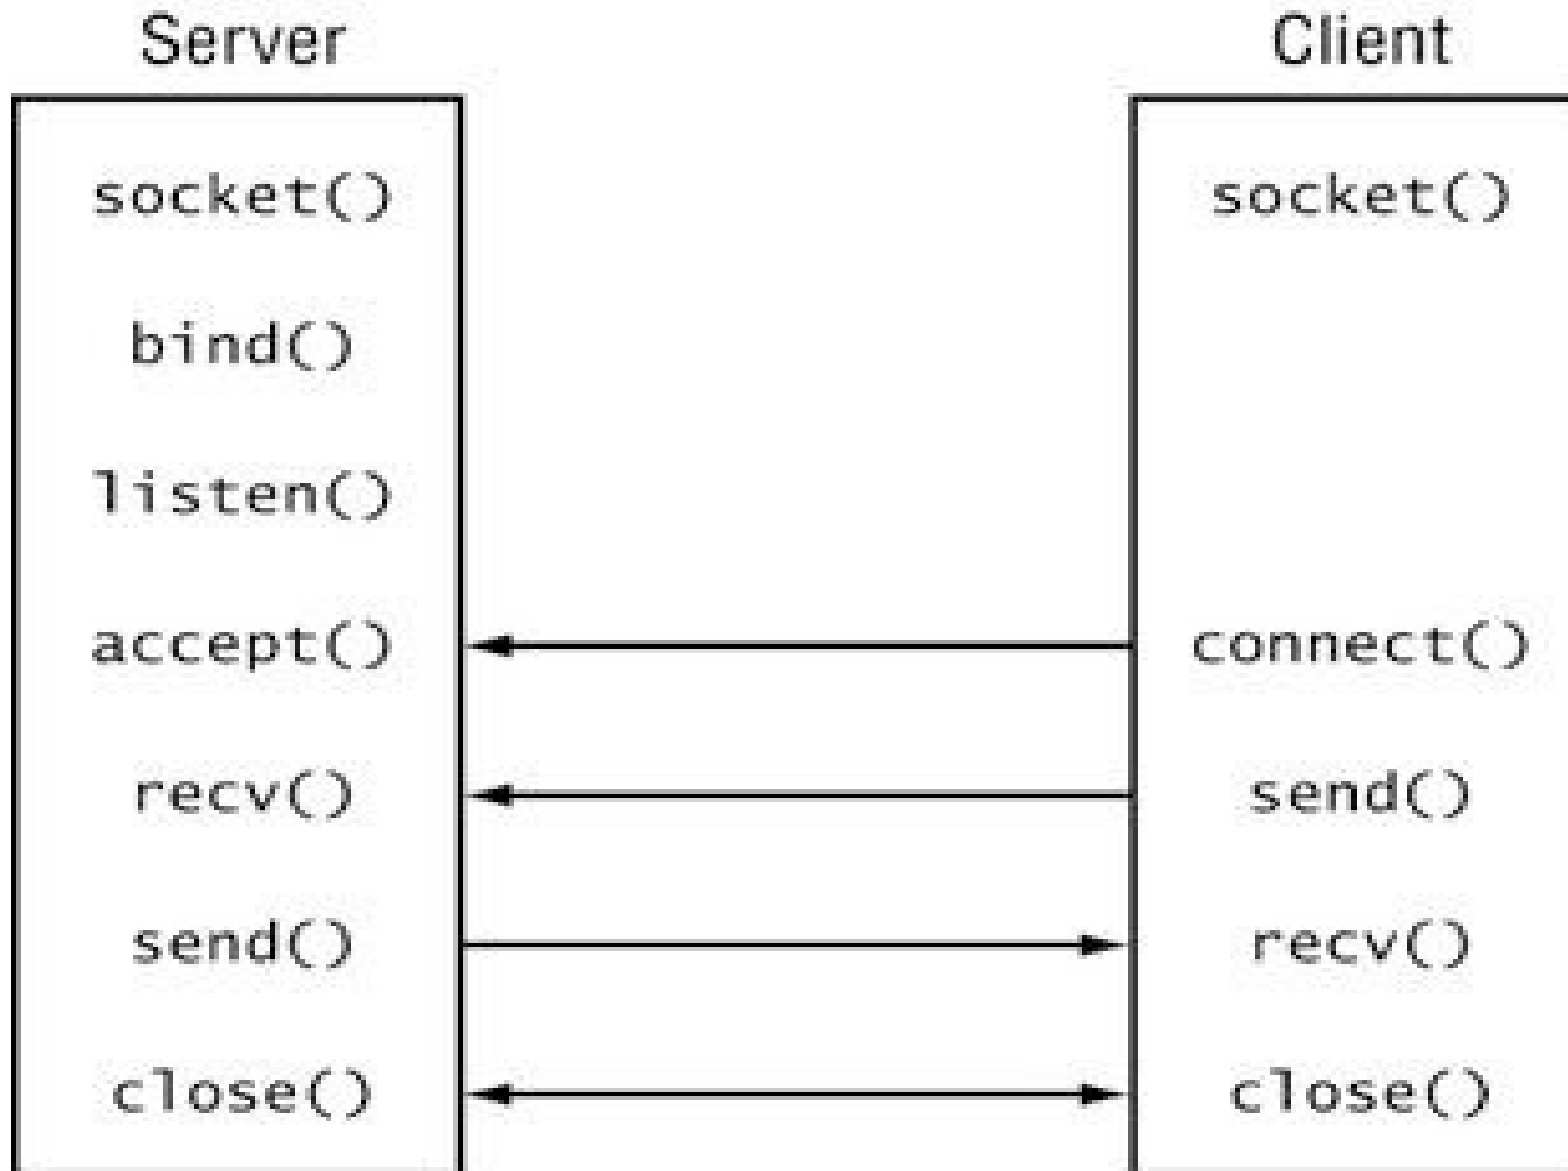 Server
socket()
bind()
listen()
accept()
recv()
send()
close()
Client
socket()
connect()
send()
recv()
close()